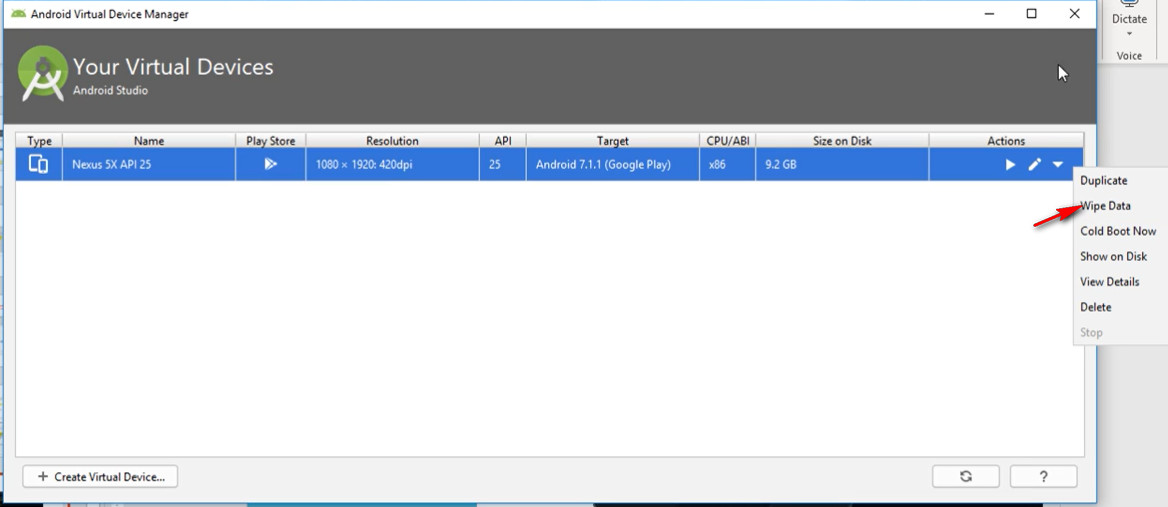 Android Virtual Device Manager
Dictate
Voice
Your Virtual Devices
Android Studio
Type Name Play Store Resolution API Target CPU/ABI Size on Disk Actions
Nexus 5X API 25 1080 × 1920: 420dpi 25 Android 7.1.1 (Google Play) x86 9.2 GB
Duplicate
Wipe Data
Cold Boot Now
Show on Disk
View Details
Delete
Stop
+ Create Virtual Device...
?